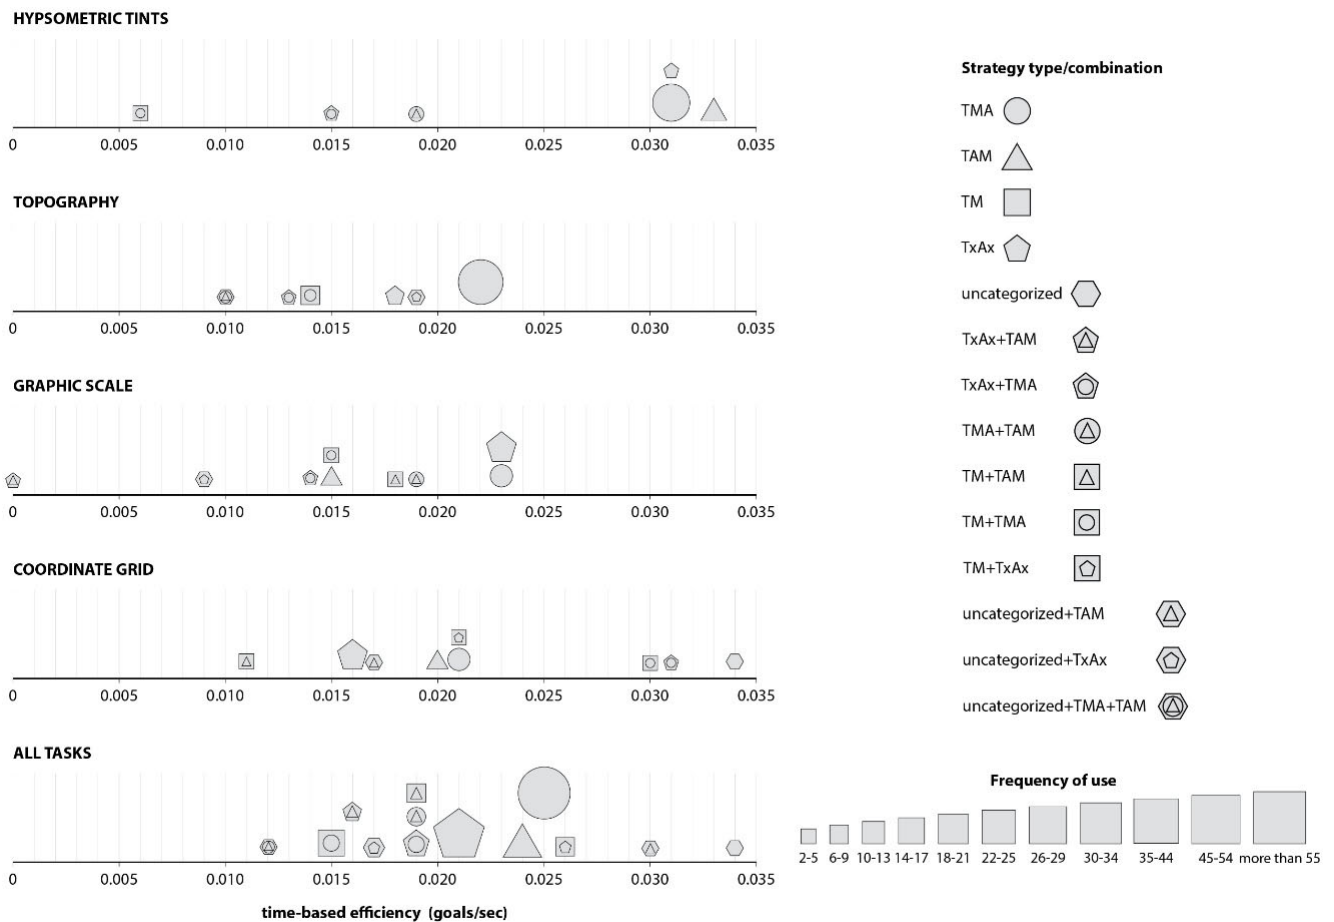 HYPSOMETRIC TINTS
0 0.005 0.010 0.015 0.020 0.025 0.030 0.035
TOPOGRAPHY
0 0.005 0.010 0.015 0.020 0.025 0.030 0.035
GRAPHIC SCALE
0 0.005 0.010 0.015 0.020 0.025 0.030 0.035
COORDINATE GRID
0 0.005 0.010 0.015 0.020 0.025 0.030 0.035
ALL TASKS
0 0.005 0.010 0.015 0.020 0.025 0.030 0.035
time-based efficiency (goals/sec)
Strategy type/combination
TMA
TAM
TM
TxAx
uncategorized
TxAx+TAM
TxAx+TMA
TMA+TAM
TM+TAM
TM+TMA
TM+TxAx
uncategorized+TAM
uncategorized+TxAx
uncategorized+TMA+TAM
Frequency of use
2-5 6-9 10-13 14-17 18-21 22-25 26-29 30-34 35-44 45-54 more than 55